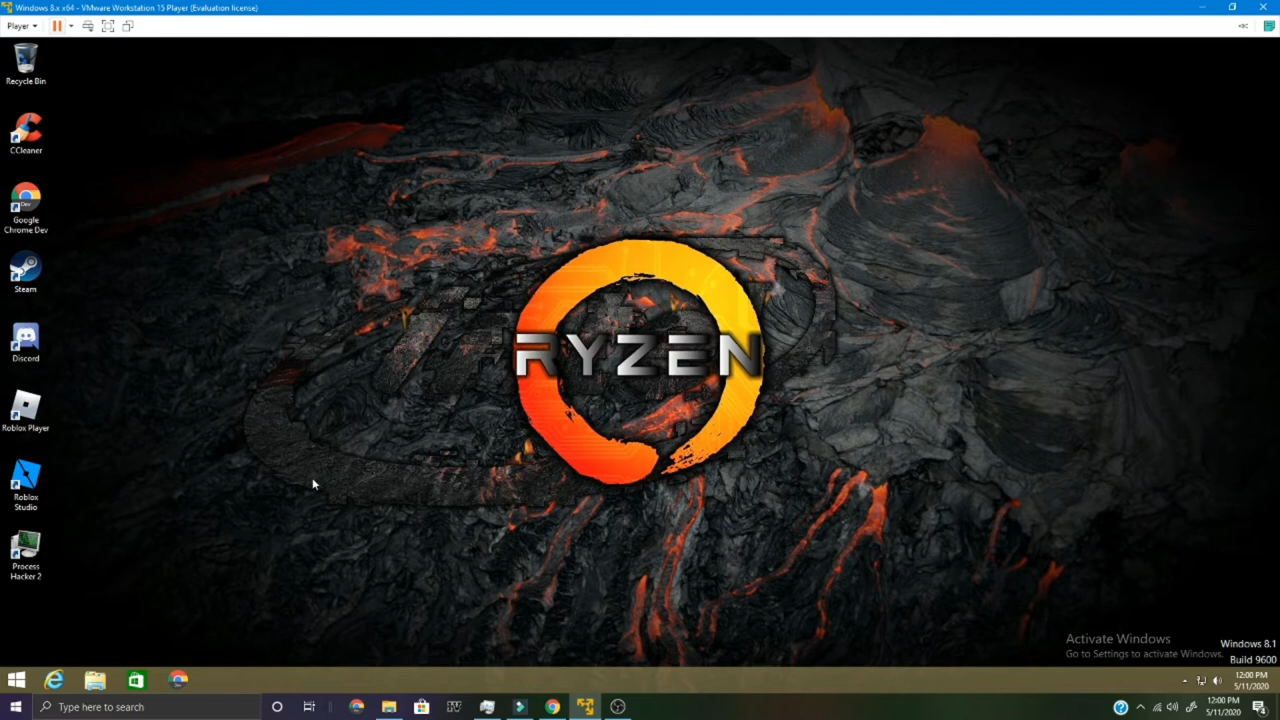 Windows 8.x x64 - VMware Workstation 15 Player (Evaluation license)
Player
Recycle Bin
CCleaner
Dev
Google
Chrome Dev
Steam
Discord
Roblox Player
Roblox
Studio
Process
Hacker 2
RYZEN
Activate Windows
Go to Settings to activate Windows.
Windows 8.1
Build 9600
12:00 PM
5/11/2020
Type here to search
12:00 PM
5/11/2020
4